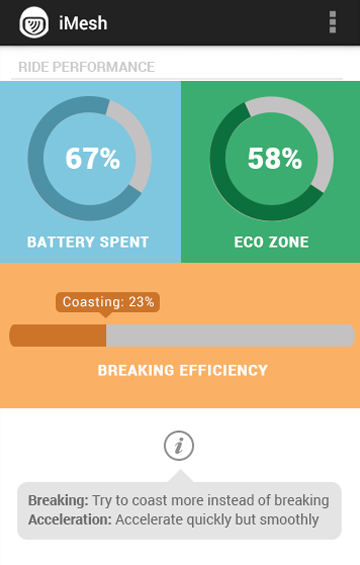 iMesh
RIDE PERFORMANCE
67%
58%
BATTERY SPENT
ECO ZONE
Coasting: 23%
BREAKING EFFICIENCY
i
Breaking: Try to coast more instead of breaking
Acceleration: Accelerate quickly but smoothly